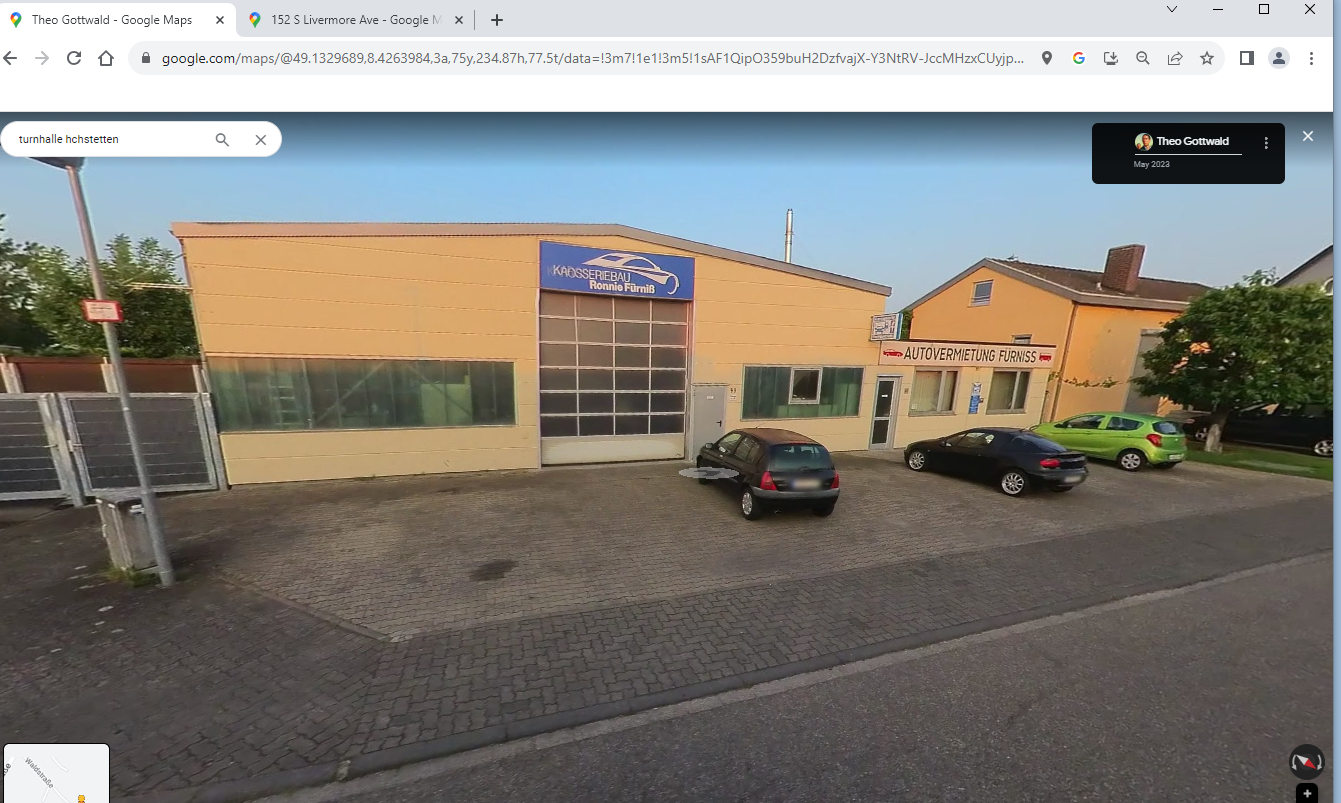 Theo Gottwald - Google Maps
152 S Livermore Ave - Google M
google.com/maps/@49.1329689,8.4263984,3a,75y,234.87h,77.5t/data=!3m7!1e1!3m5!1sAF1QipO359buH2DzfvajX-Y3NtRV-JccMHzxCUyjp...
turnhalle hchstetten
Theo Gottwald
May 2023
KAOSSERIEBAU
Ronnie Fürniß
AUTOVERMIETUNG FÜRNISS
Waldstraße